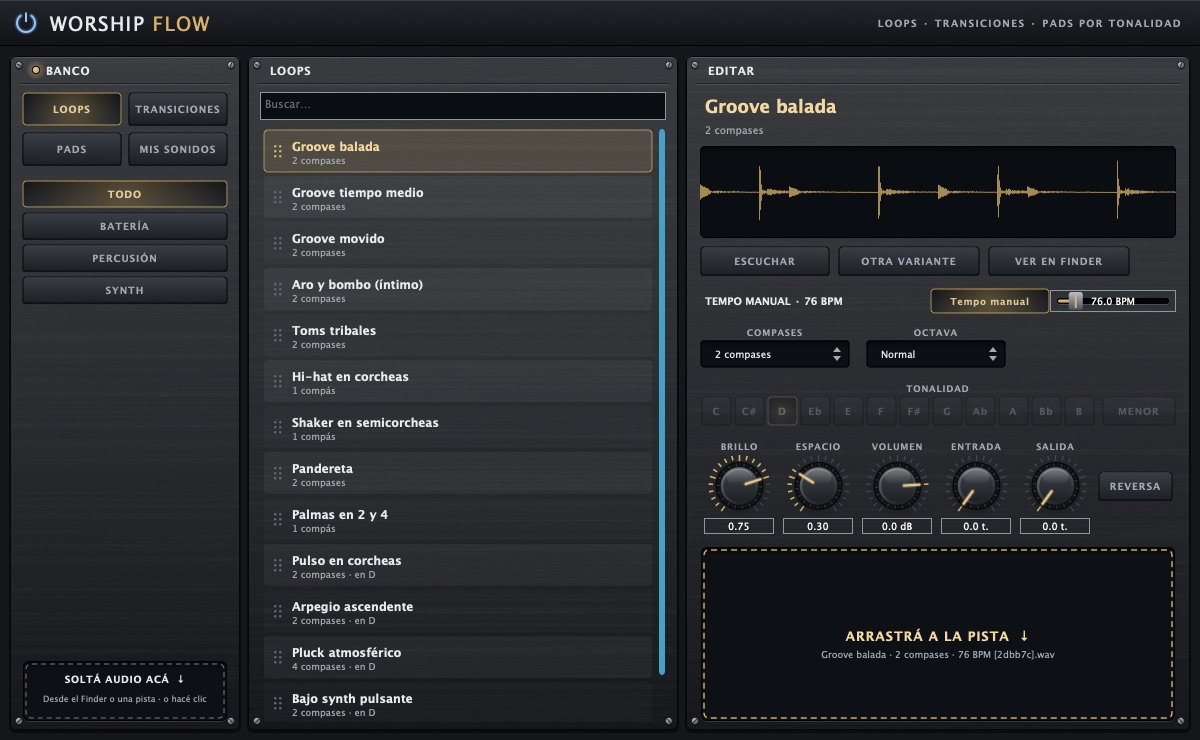 WORSHIP FLOW
LOOPS · TRANSICIONES · PADS POR TONALIDAD
BANCO
LOOPS
TRANSICIONES
PADS
MIS SONIDOS
TODO
BATERÍA
PERCUSIÓN
SYNTH
SOLTÁ AUDIO ACÁ ↓
Desde el Finder o una pista · o hacé clic
LOOPS
Buscar...
Groove balada
2 compases
Groove tiempo medio
2 compases
Groove movido
2 compases
Aro y bombo (íntimo)
2 compases
Toms tribales
2 compases
Hi-hat en corcheas
1 compás
Shaker en semicorcheas
1 compás
Pandereta
2 compases
Palmas en 2 y 4
1 compás
Pulso en corcheas
2 compases · en D
Arpegio ascendente
2 compases · en D
Pluck atmosférico
4 compases · en D
Bajo synth pulsante
2 compases · en D
EDITAR
Groove balada
2 compases
ESCUCHAR
OTRA VARIANTE
VER EN FINDER
TEMPO MANUAL · 76 BPM
Tempo manual
76.0 BPM
COMPASES
OCTAVA
2 compases
Normal
TONALIDAD
C C# D Eb E F F# G Ab A Bb B MENOR
BRILLO ESPACIO VOLUMEN ENTRADA SALIDA
REVERSA
0.75 0.30 0.0 dB 0.0 t. 0.0 t.
ARRASTRÁ A LA PISTA ↓
Groove balada · 2 compases · 76 BPM [2dbb7c].wav